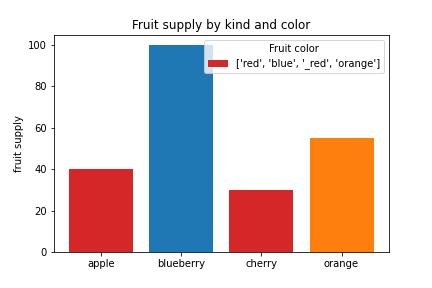 Fruit supply by kind and color
fruit supply
100
80
60
40
20
0
Fruit color
['red', 'blue', '_red', 'orange']
apple
blueberry
cherry
orange